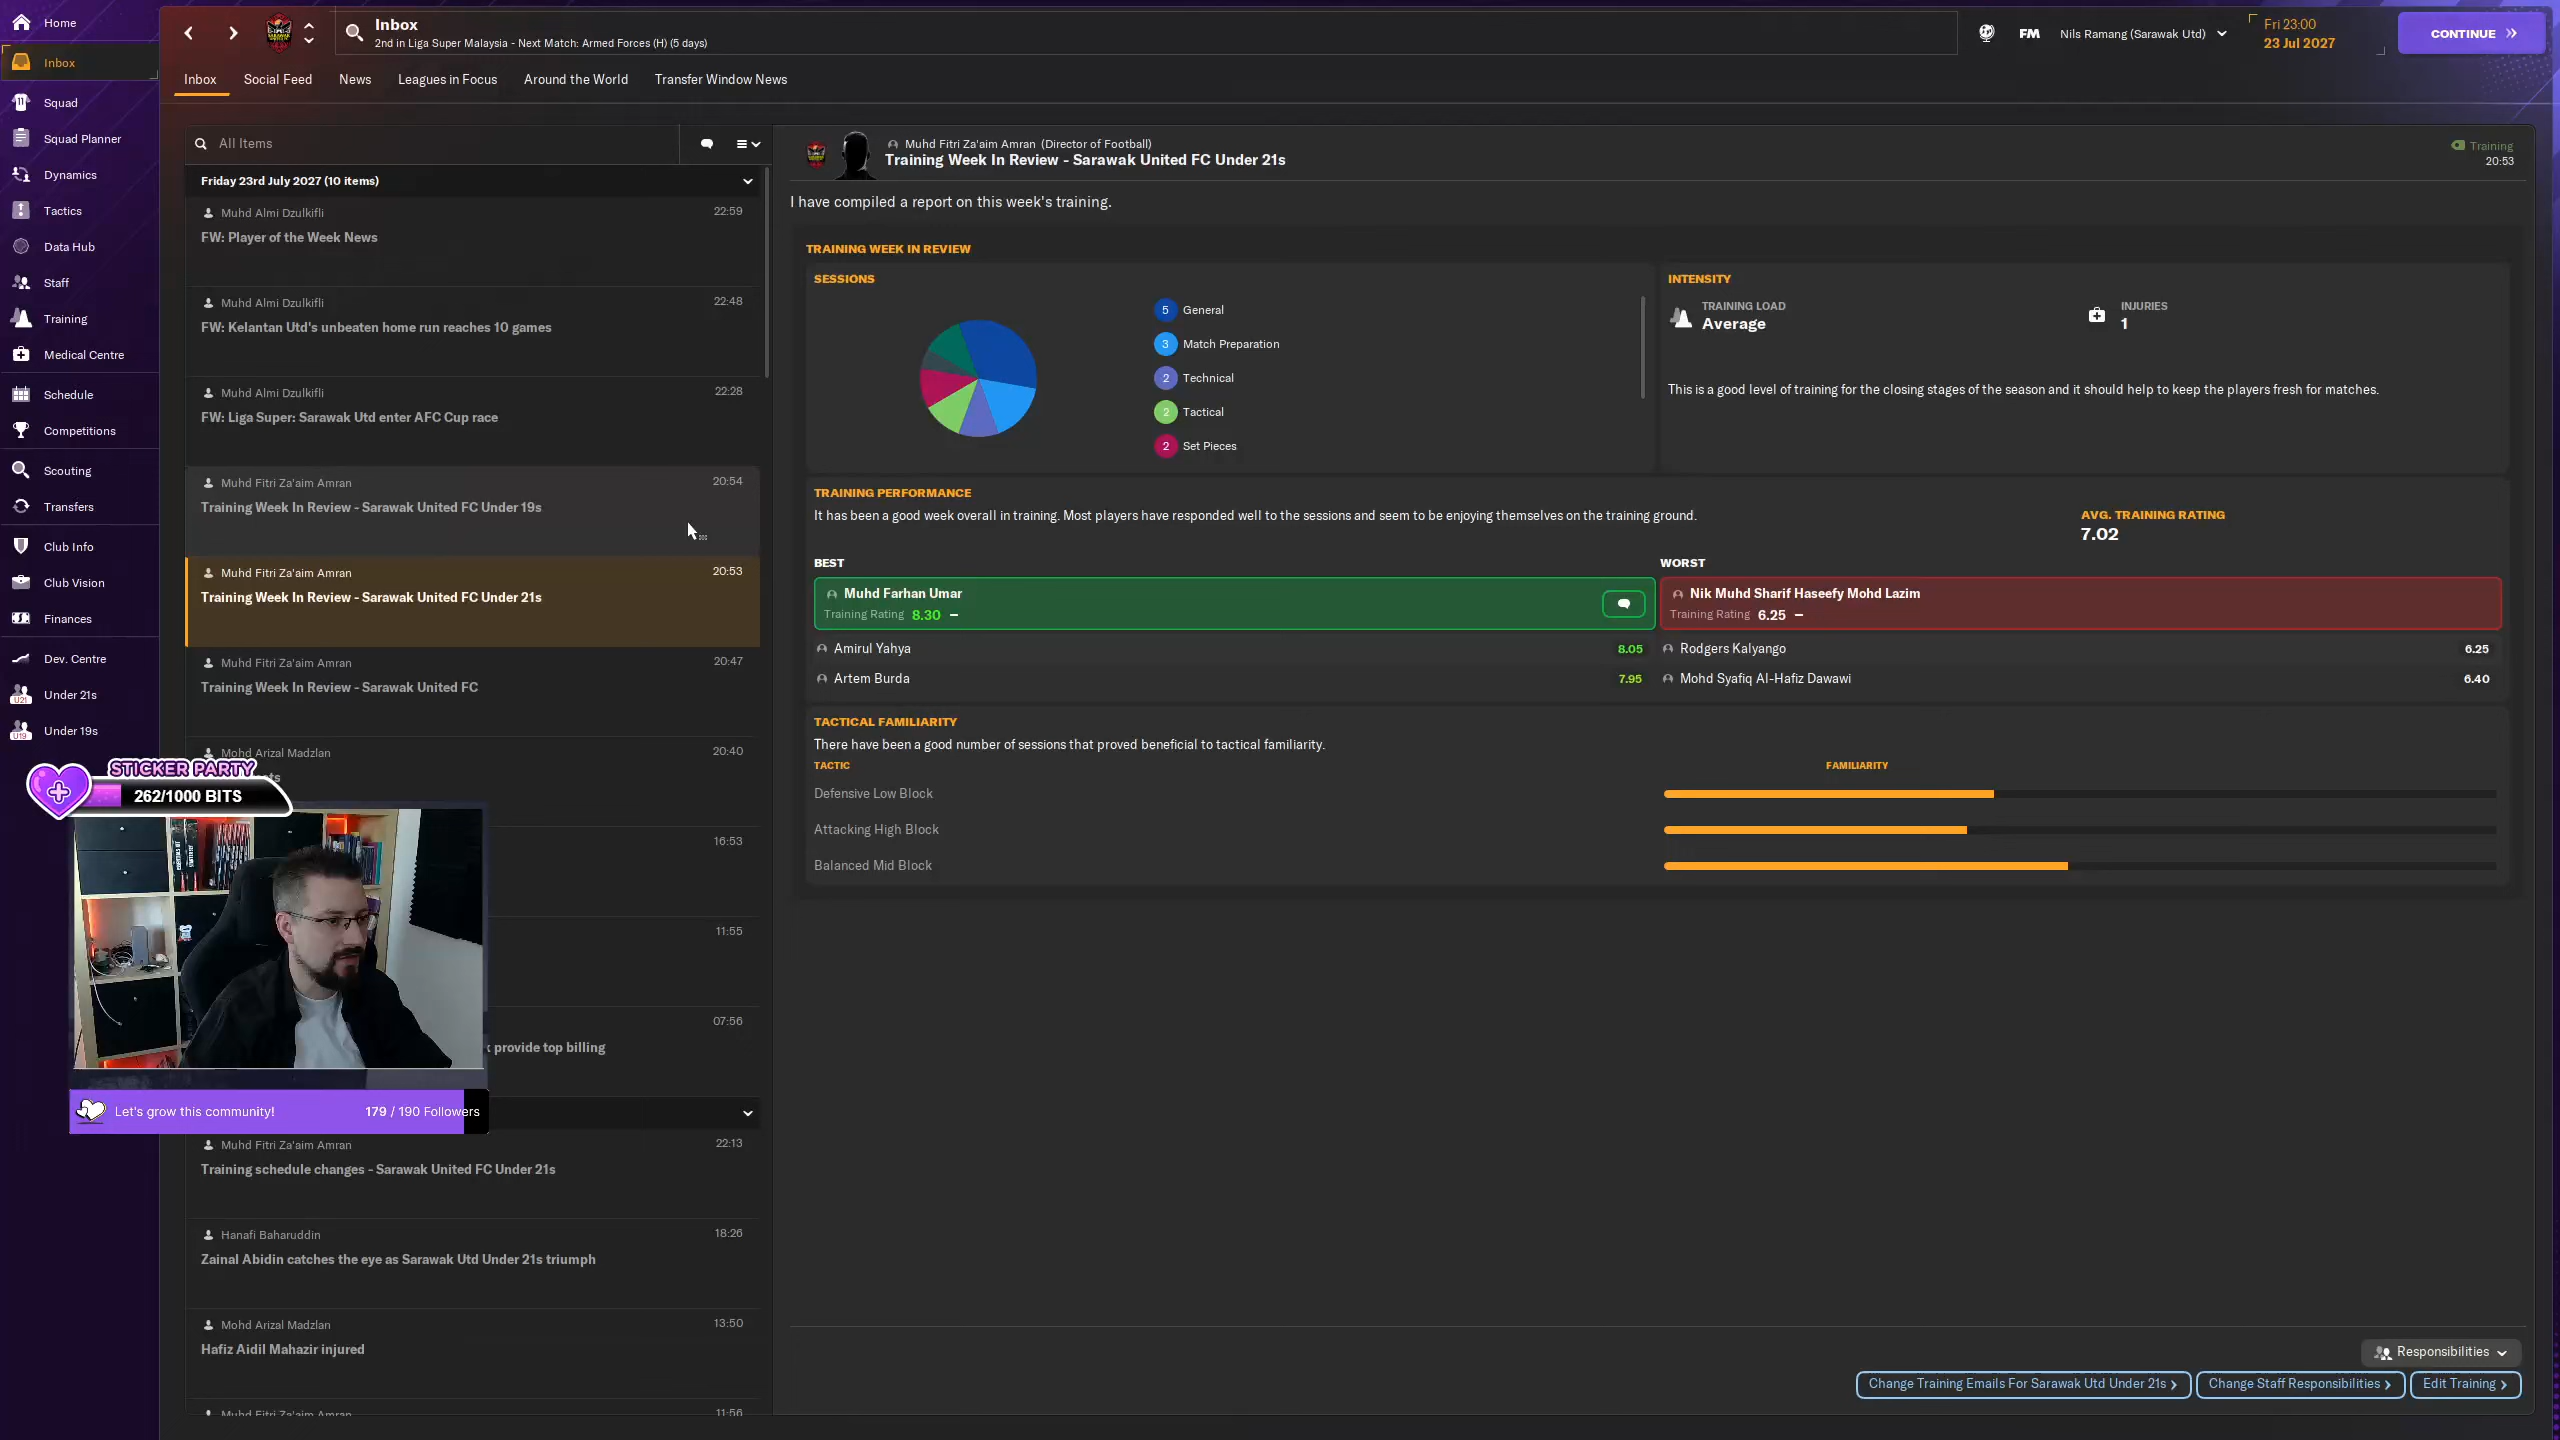 Home
Inbox
Squad
Squad Planner
Dynamics
Tactics
Data Hub
Staff
Training
Medical Centre
Schedule
Competitions
Scouting
Transfers
Club Info
Club Vision
Finances
Dev. Centre
Under 21s
Under 19s
Inbox
2nd in Liga Super Malaysia - Next Match: Armed Forces (H) (5 days)
FM
Nils Ramang (Sarawak Utd)
Fri 23:00
23 Jul 2027
CONTINUE
Inbox Social Feed News Leagues in Focus Around the World Transfer Window News
All Items
Friday 23rd July 2027 (10 items)
Muhd Almi Dzulkifli 22:59
FW: Player of the Week News
Muhd Almi Dzulkifli 22:48
FW: Kelantan Utd's unbeaten home run reaches 10 games
Muhd Almi Dzulkifli 22:28
FW: Liga Super: Sarawak Utd enter AFC Cup race
Muhd Fitri Za'aim Amran 20:54
Training Week In Review - Sarawak United FC Under 19s
Muhd Fitri Za'aim Amran 20:53
Training Week In Review - Sarawak United FC Under 21s
Muhd Fitri Za'aim Amran 20:47
Training Week In Review - Sarawak United FC
Mohd Arizal Madzlan 20:40
16:53
11:55
07:56
provide top billing
Muhd Fitri Za'aim Amran 22:13
Training schedule changes - Sarawak United FC Under 21s
Hanafi Baharuddin 18:26
Zainal Abidin catches the eye as Sarawak Utd Under 21s triumph
Mohd Arizal Madzlan 13:50
Hafiz Aidil Mahazir injured
Muhd Fitri Za'aim Amran 11:56
STICKER PARTY
262/1000 BITS
Let's grow this community! 179 / 190 Followers
Muhd Fitri Za'aim Amran (Director of Football)
Training Week In Review - Sarawak United FC Under 21s
Training
20:53
I have compiled a report on this week's training.
TRAINING WEEK IN REVIEW
SESSIONS
5 General
3 Match Preparation
2 Technical
2 Tactical
2 Set Pieces
INTENSITY
TRAINING LOAD
Average
INJURIES
1
This is a good level of training for the closing stages of the season and it should help to keep the players fresh for matches.
TRAINING PERFORMANCE
It has been a good week overall in training. Most players have responded well to the sessions and seem to be enjoying themselves on the training ground.
AVG. TRAINING RATING
7.02
BEST
Muhd Farhan Umar
Training Rating 8.30 –
Amirul Yahya 8.05
Artem Burda 7.95
WORST
Nik Muhd Sharif Haseefy Mohd Lazim
Training Rating 6.25 –
Rodgers Kalyango 6.25
Mohd Syafiq Al-Hafiz Dawawi 6.40
TACTICAL FAMILIARITY
There have been a good number of sessions that proved beneficial to tactical familiarity.
TACTIC FAMILIARITY
Defensive Low Block
Attacking High Block
Balanced Mid Block
Responsibilities
Change Training Emails For Sarawak Utd Under 21s
Change Staff Responsibilities
Edit Training